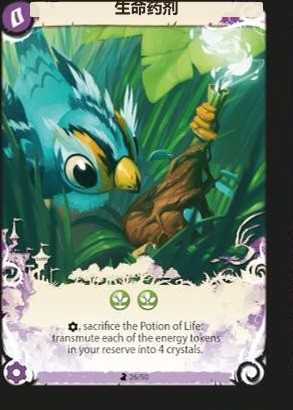 生命药剂
, sacrifice the Potion of Life:
transmute each of the energy tokens
in your reserve into 4 crystals.
26/50